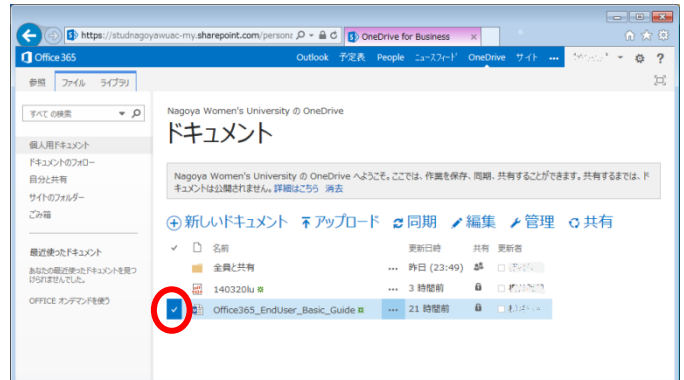 https://studnagoyawuac-my.sharepoint.com/persona
OneDrive for Business
Office 365
Outlook 予定表 People ニュースフィード OneDrive サイト ... ?
参照 ファイル ライブラリ
すべて の検索
Nagoya Women's University の OneDrive
ドキュメント
個人用ドキュメント
ドキュメントのフォロー
自分と共有
サイトのフォルダー
ごみ箱
Nagoya Women's University の OneDrive へようこそ。ここでは、作業を保存、同期、共有することができます。共有するまでは、ド
キュメントは公開されません。詳細はこちら 消去
新しいドキュメント アップロード 同期 編集 管理 共有
名前 更新日時 共有 更新者
全員と共有 ... 昨日 (23:49)
140320lu ... 3 時間前
Office365_EndUser_Basic_Guide ... 21 時間前
最近使ったドキュメント
あなたの最近使ったドキュメントを見つ
けられませんでした。
OFFICE オンデマンドを使う